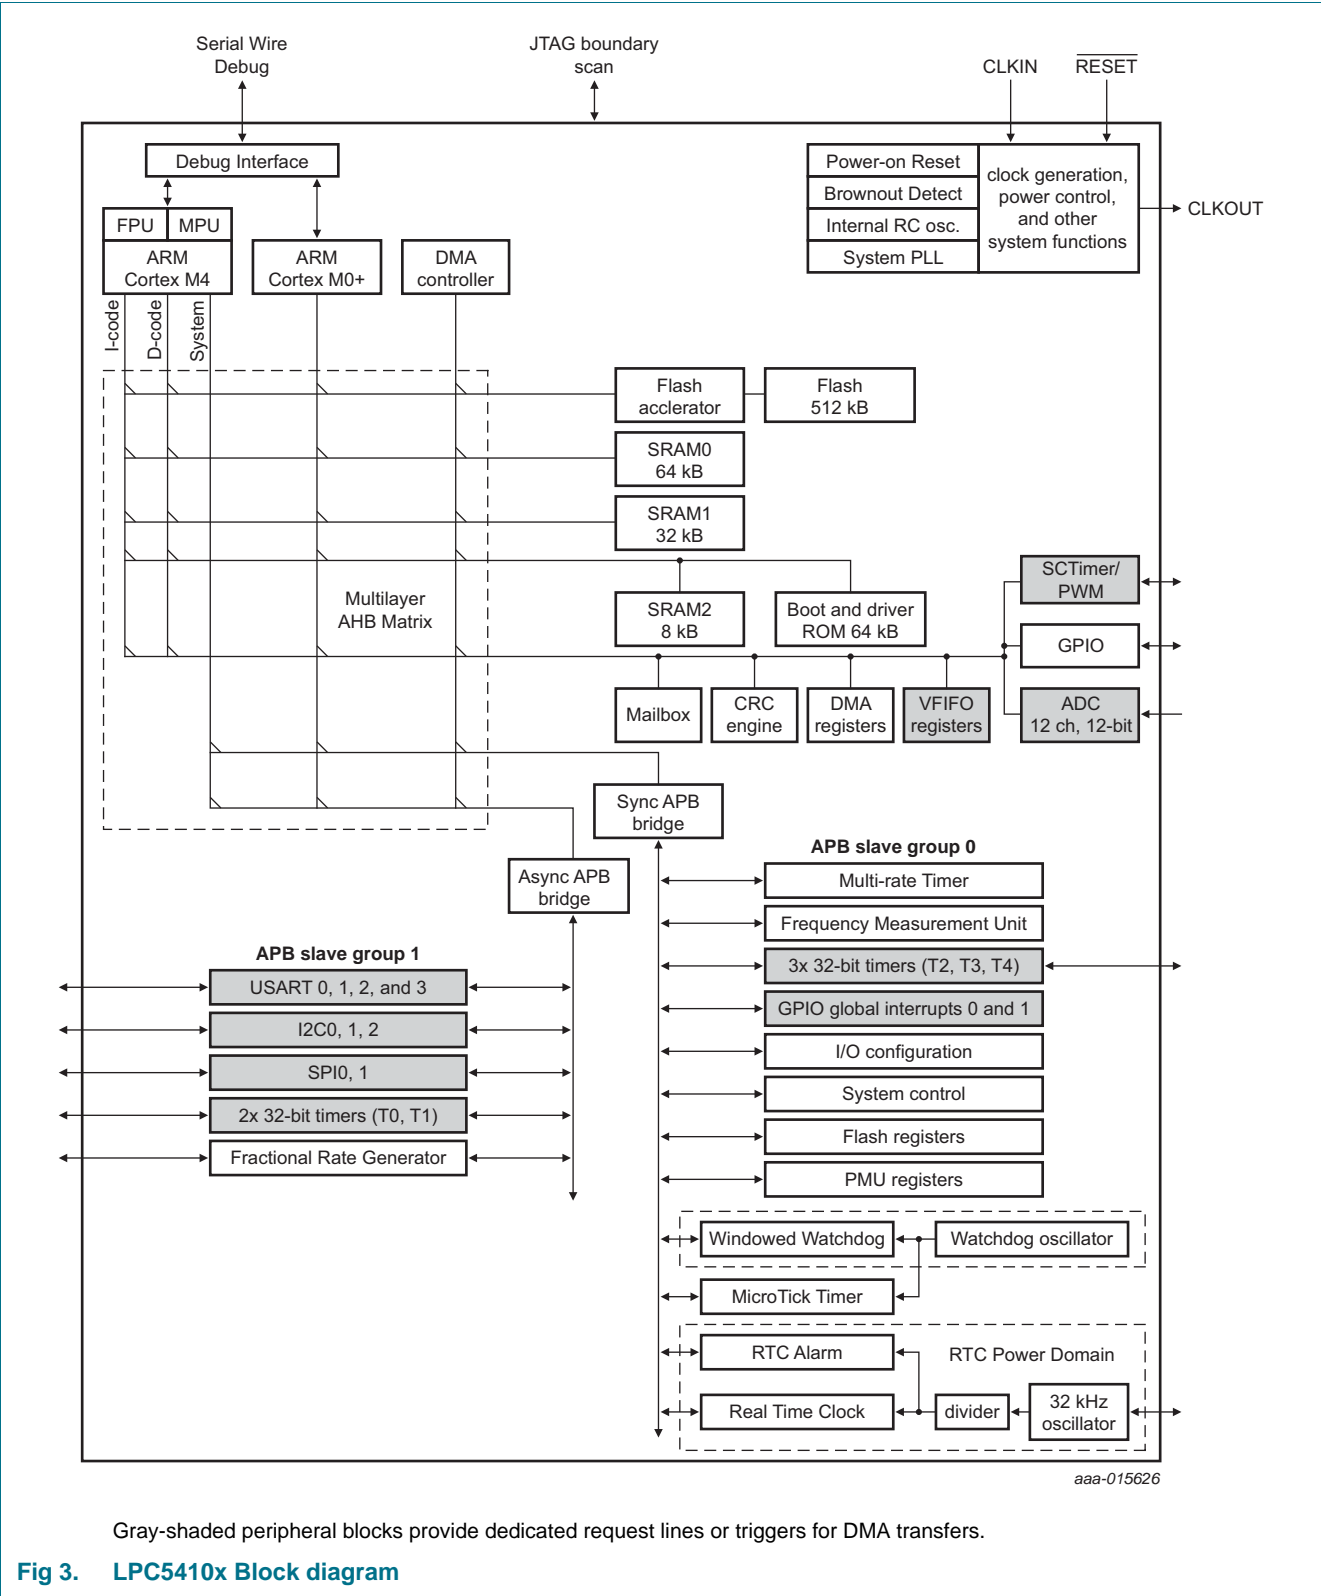 Serial Wire
Debug
JTAG boundary
scan
CLKIN
RESET
Debug Interface
FPU
MPU
ARM
Cortex M4
ARM
Cortex M0+
DMA
controller
Power-on Reset
Brownout Detect
Internal RC osc.
System PLL
clock generation,
power control,
and other
system functions
CLKOUT
I-code
D-code
System
Flash
acclerator
Flash
512 kB
SRAM0
64 kB
SRAM1
32 kB
Multilayer
AHB Matrix
SRAM2
8 kB
Boot and driver
ROM 64 kB
SCTimer/
PWM
GPIO
ADC
12 ch, 12-bit
Mailbox
CRC
engine
DMA
registers
VFIFO
registers
Sync APB
bridge
Async APB
bridge
APB slave group 0
Multi-rate Timer
Frequency Measurement Unit
3x 32-bit timers (T2, T3, T4)
GPIO global interrupts 0 and 1
I/O configuration
System control
Flash registers
PMU registers
APB slave group 1
USART 0, 1, 2, and 3
I2C0, 1, 2
SPI0, 1
2x 32-bit timers (T0, T1)
Fractional Rate Generator
Windowed Watchdog
Watchdog oscillator
MicroTick Timer
RTC Alarm
RTC Power Domain
Real Time Clock
divider
32 kHz
oscillator
aaa-015626
Gray-shaded peripheral blocks provide dedicated request lines or triggers for DMA transfers.
Fig 3. LPC5410x Block diagram